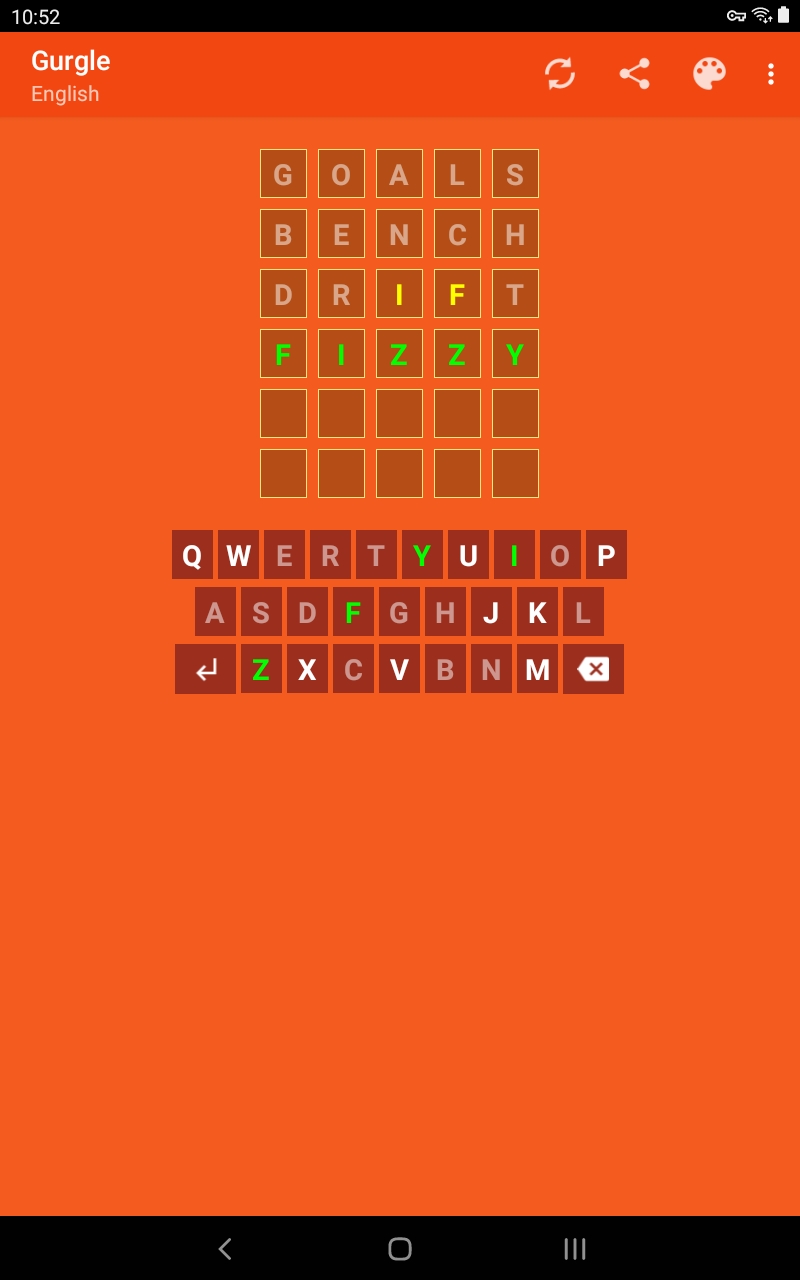 10:52
Gurgle
English
G O A L S
B E N C H
D R I F T
F I Z Z Y
Q W E R T Y U I O P
A S D F G H J K L
Z X C V B N M